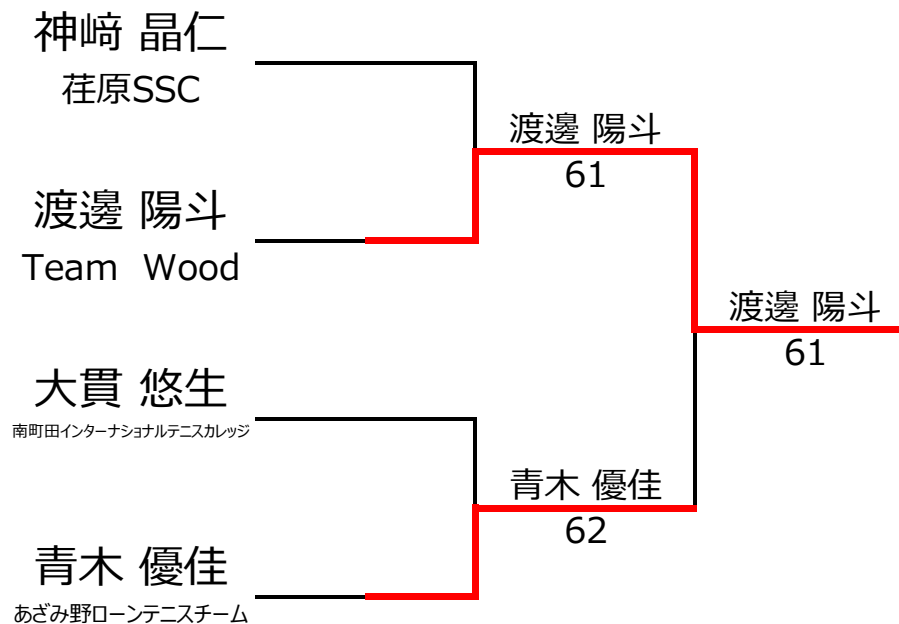 神﨑 晶仁
荏原SSC
渡邊 陽斗
61
渡邊 陽斗
Team Wood
渡邊 陽斗
61
大貫 悠生
南町田インターナショナルテニスカレッジ
青木 優佳
62
青木 優佳
あざみ野ローンテニスチーム